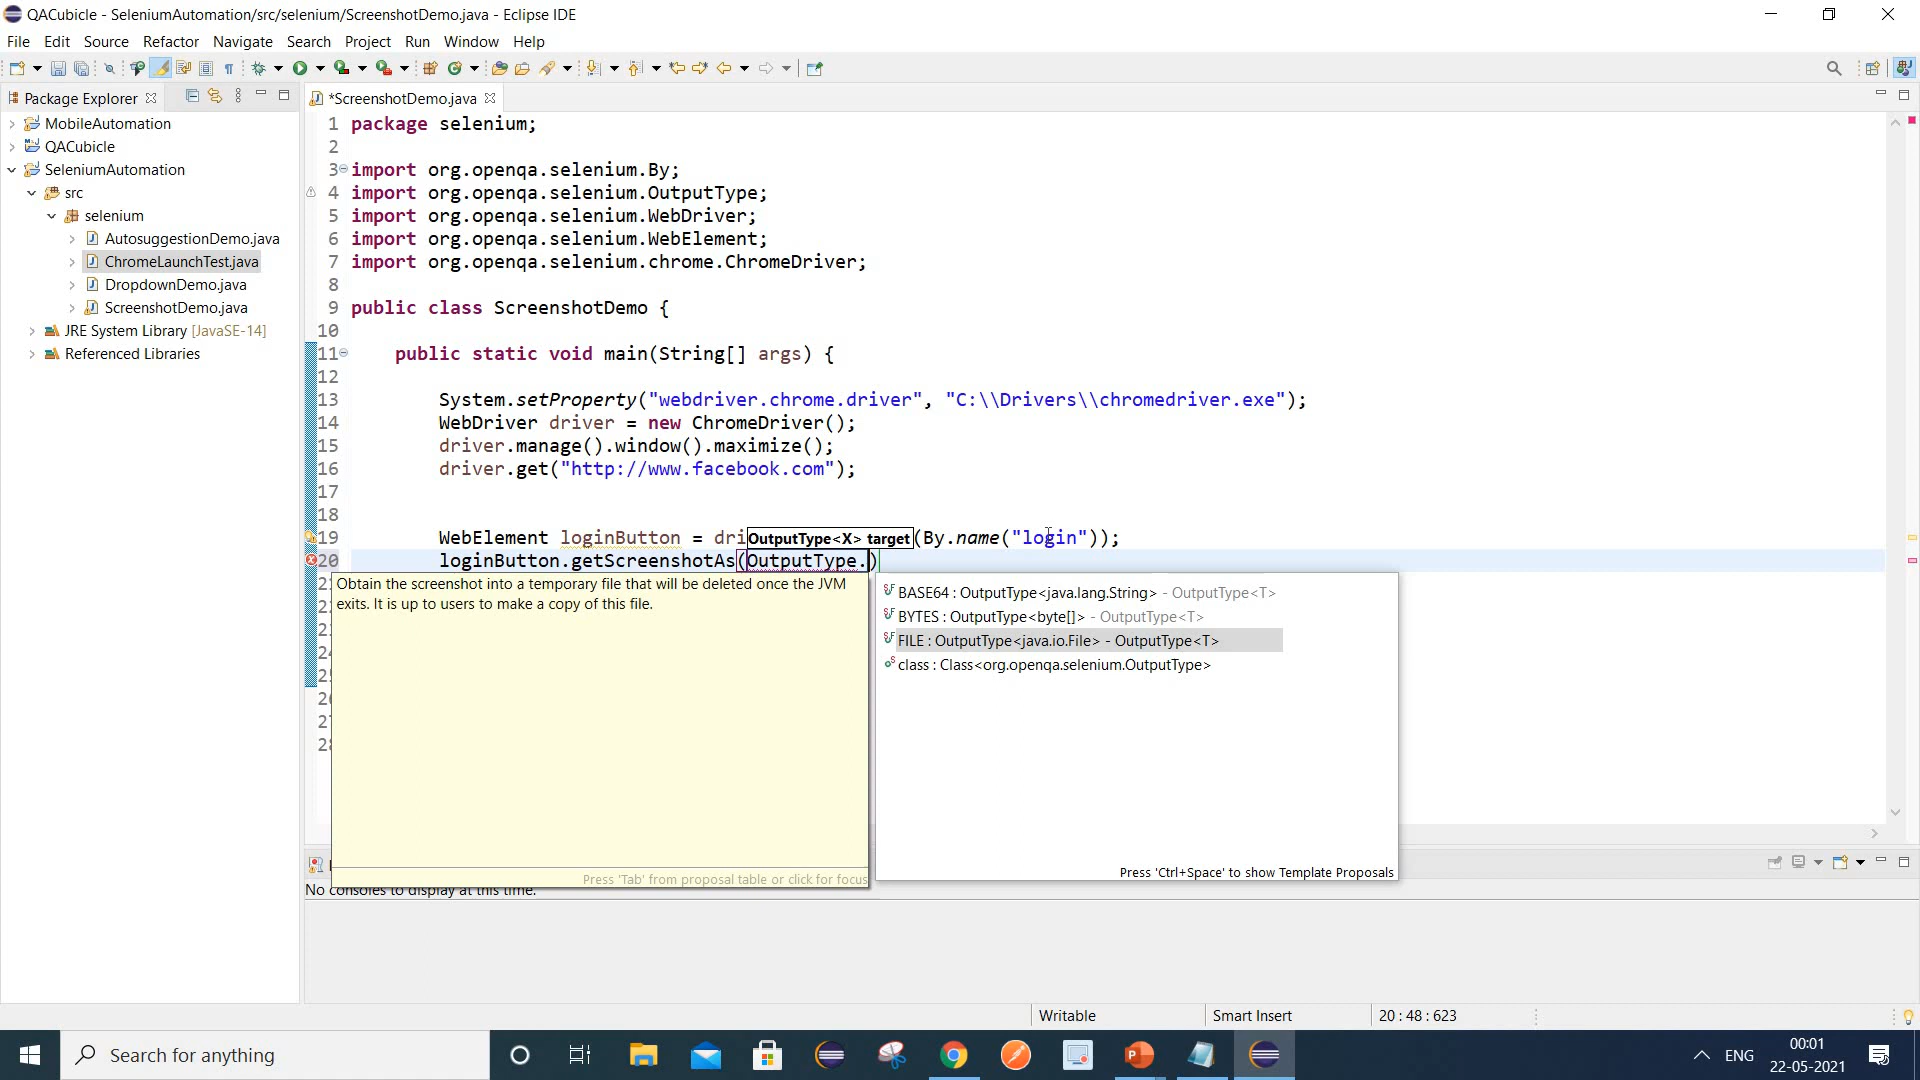 QACubicle - SeleniumAutomation/src/selenium/ScreenshotDemo.java - Eclipse IDE
File Edit Source Refactor Navigate Search Project Run Window Help
Package Explorer
MobileAutomation
QACubicle
SeleniumAutomation
src
selenium
AutosuggestionDemo.java
ChromeLaunchTest.java
DropdownDemo.java
ScreenshotDemo.java
JRE System Library [JavaSE-14]
Referenced Libraries
*ScreenshotDemo.java
1 package selenium;
2
3 import org.openqa.selenium.By;
4 import org.openqa.selenium.OutputType;
5 import org.openqa.selenium.WebDriver;
6 import org.openqa.selenium.WebElement;
7 import org.openqa.selenium.chrome.ChromeDriver;
8
9 public class ScreenshotDemo {
10
11 public static void main(String[] args) {
12
13 System.setProperty("webdriver.chrome.driver", "C:\\Drivers\\chromedriver.exe");
14 WebDriver driver = new ChromeDriver();
15 driver.manage().window().maximize();
16 driver.get("http://www.facebook.com");
17
18
19 WebElement loginButton = dri OutputType<X> target (By.name("login"));
20 loginButton.getScreenshotAs(OutputType.)
Obtain the screenshot into a temporary file that will be deleted once the JVM
exits. It is up to users to make a copy of this file.
Press 'Tab' from proposal table or click for focus
BASE64 : OutputType<java.lang.String> - OutputType<T>
BYTES : OutputType<byte[]> - OutputType<T>
FILE : OutputType<java.io.File> - OutputType<T>
class : Class<org.openqa.selenium.OutputType>
Press 'Ctrl+Space' to show Template Proposals
26
27
28
No consoles to display at this time.
Writable Smart Insert 20 : 48 : 623
Search for anything
ENG
00:01
22-05-2021